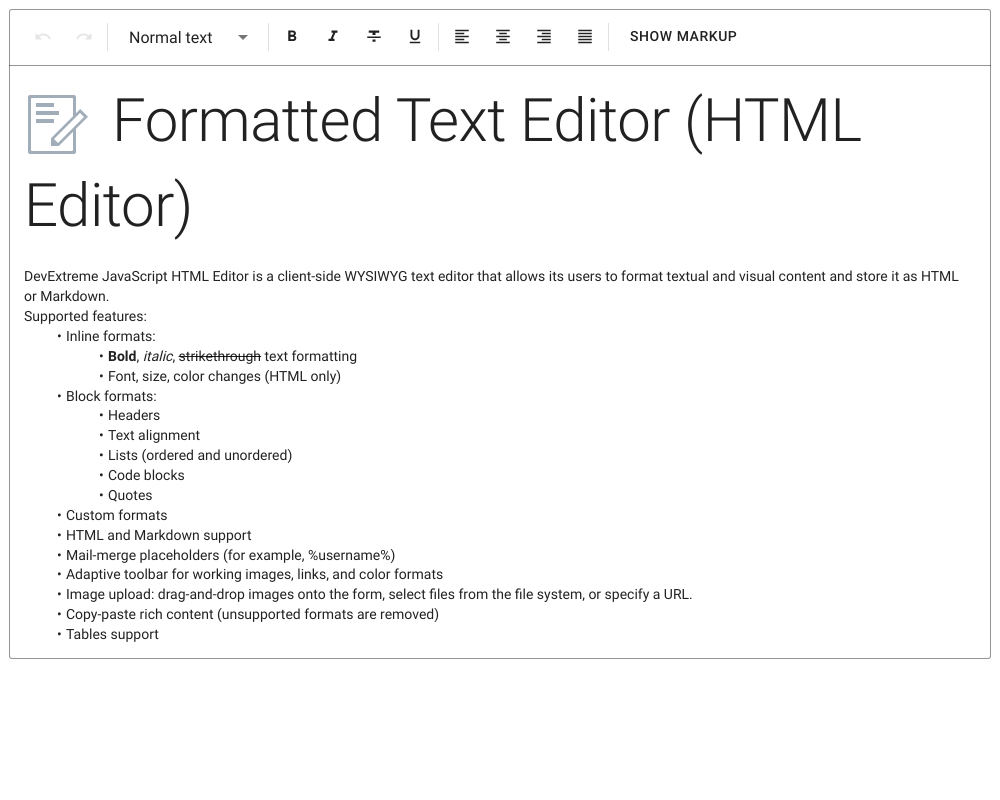 Normal text B I T U SHOW MARKUP
Formatted Text Editor (HTML
Editor)
DevExtreme JavaScript HTML Editor is a client-side WYSIWYG text editor that allows its users to format textual and visual content and store it as HTML
or Markdown.
Supported features:
• Inline formats:
• Bold, italic, strikethrough text formatting
• Font, size, color changes (HTML only)
• Block formats:
• Headers
• Text alignment
• Lists (ordered and unordered)
• Code blocks
• Quotes
• Custom formats
• HTML and Markdown support
• Mail-merge placeholders (for example, %username%)
• Adaptive toolbar for working images, links, and color formats
• Image upload: drag-and-drop images onto the form, select files from the file system, or specify a URL.
• Copy-paste rich content (unsupported formats are removed)
• Tables support